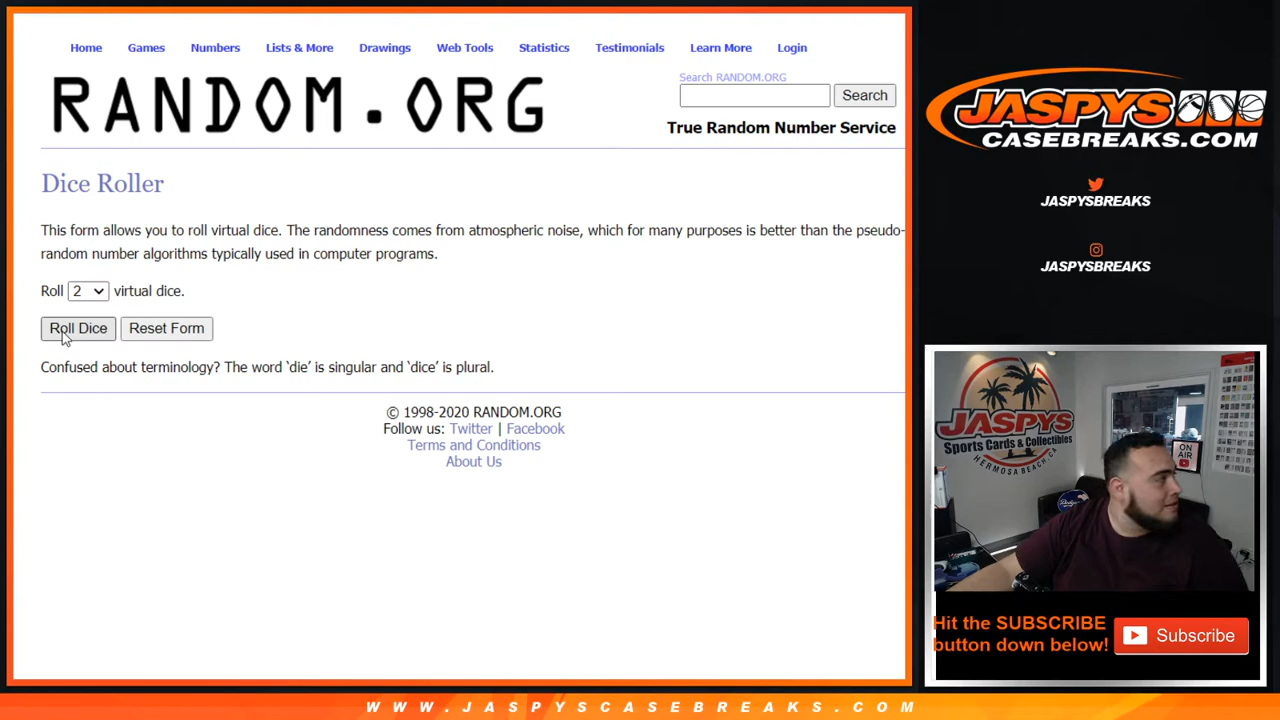 Home Games Numbers Lists & More Drawings Web Tools Statistics Testimonials Learn More Login
RANDOM.ORG
Search RANDOM.ORG
Search
True Random Number Service
Dice Roller
This form allows you to roll virtual dice. The randomness comes from atmospheric noise, which for many purposes is better than the pseudo-
random number algorithms typically used in computer programs.
Roll 2 virtual dice.
Roll Dice Reset Form
Confused about terminology? The word ‘die’ is singular and ‘dice’ is plural.
© 1998-2020 RANDOM.ORG
Follow us: Twitter | Facebook
Terms and Conditions
About Us
JASPYS
CASEBREAKS.COM
JASPYSBREAKS
JASPYSBREAKS
JASPYS
Sports Cards & Collectibles
HERMOSA BEACH, CA
ON
AIR
Dodgers
Hit the SUBSCRIBE
button down below!
Subscribe
WWW.JASPYSCASEBREAKS.COM